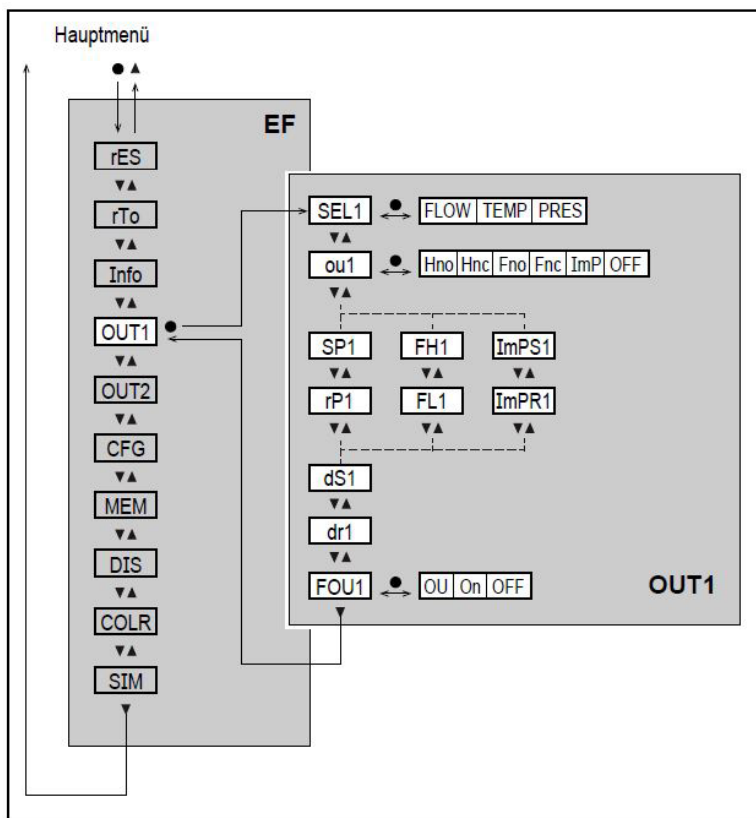 Hauptmenü
EF
rES
rTo
Info
OUT1
OUT2
CFG
MEM
DIS
COLR
SIM
SEL1 FLOW TEMP PRES
ou1 Hno Hnc Fno Fnc ImP OFF
SP1 FH1 ImPS1
rP1 FL1 ImPR1
dS1
dr1
FOU1 OU On OFF
OUT1